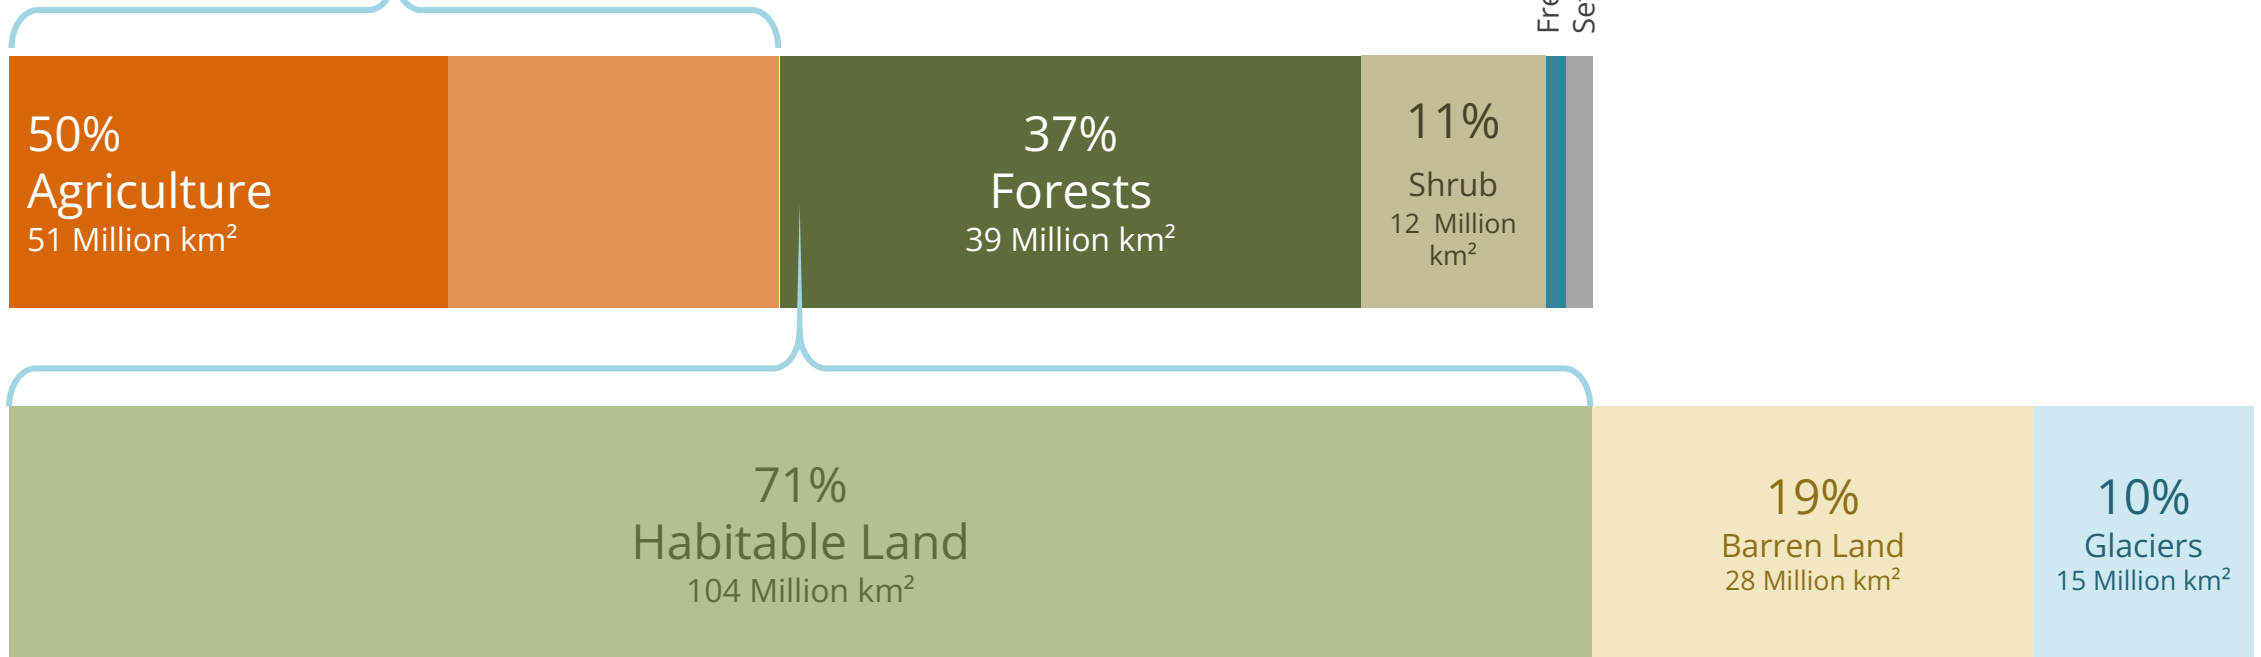 50%
Agriculture
51 Million km²
37%
Forests
39 Million km²
11%
Shrub
12 Million
km²
71%
Habitable Land
104 Million km²
19%
Barren Land
28 Million km²
10%
Glaciers
15 Million km²